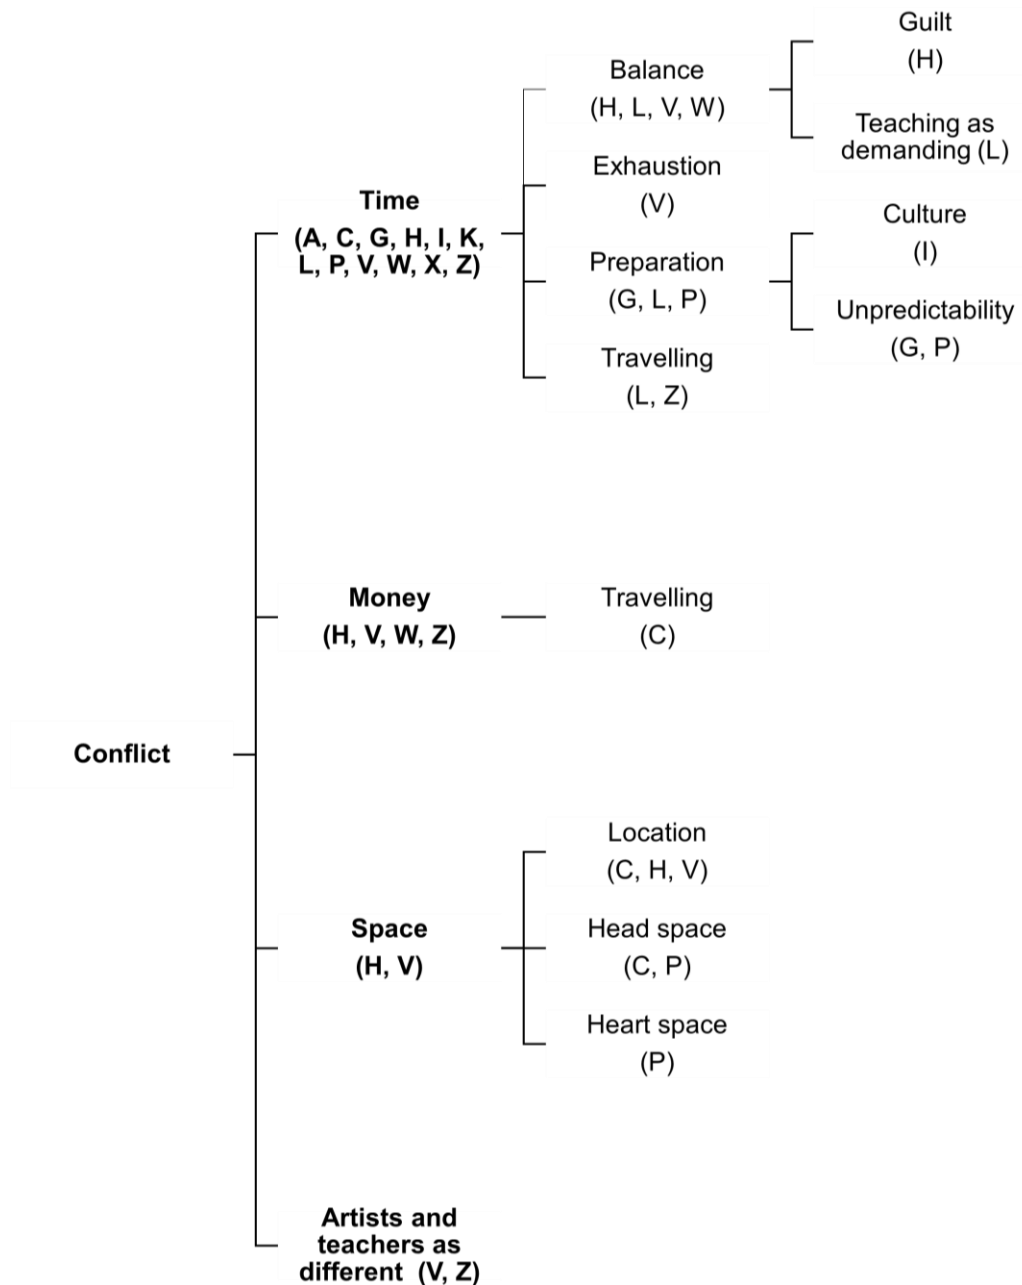 Conflict
Time
(A, C, G, H, I, K,
L, P, V, W, X, Z)
Balance
(H, L, V, W)
Guilt
(H)
Teaching as
demanding (L)
Exhaustion
(V)
Preparation
(G, L, P)
Culture
(I)
Unpredictability
(G, P)
Travelling
(L, Z)
Money
(H, V, W, Z)
Travelling
(C)
Space
(H, V)
Location
(C, H, V)
Head space
(C, P)
Heart space
(P)
Artists and
teachers as
different (V, Z)